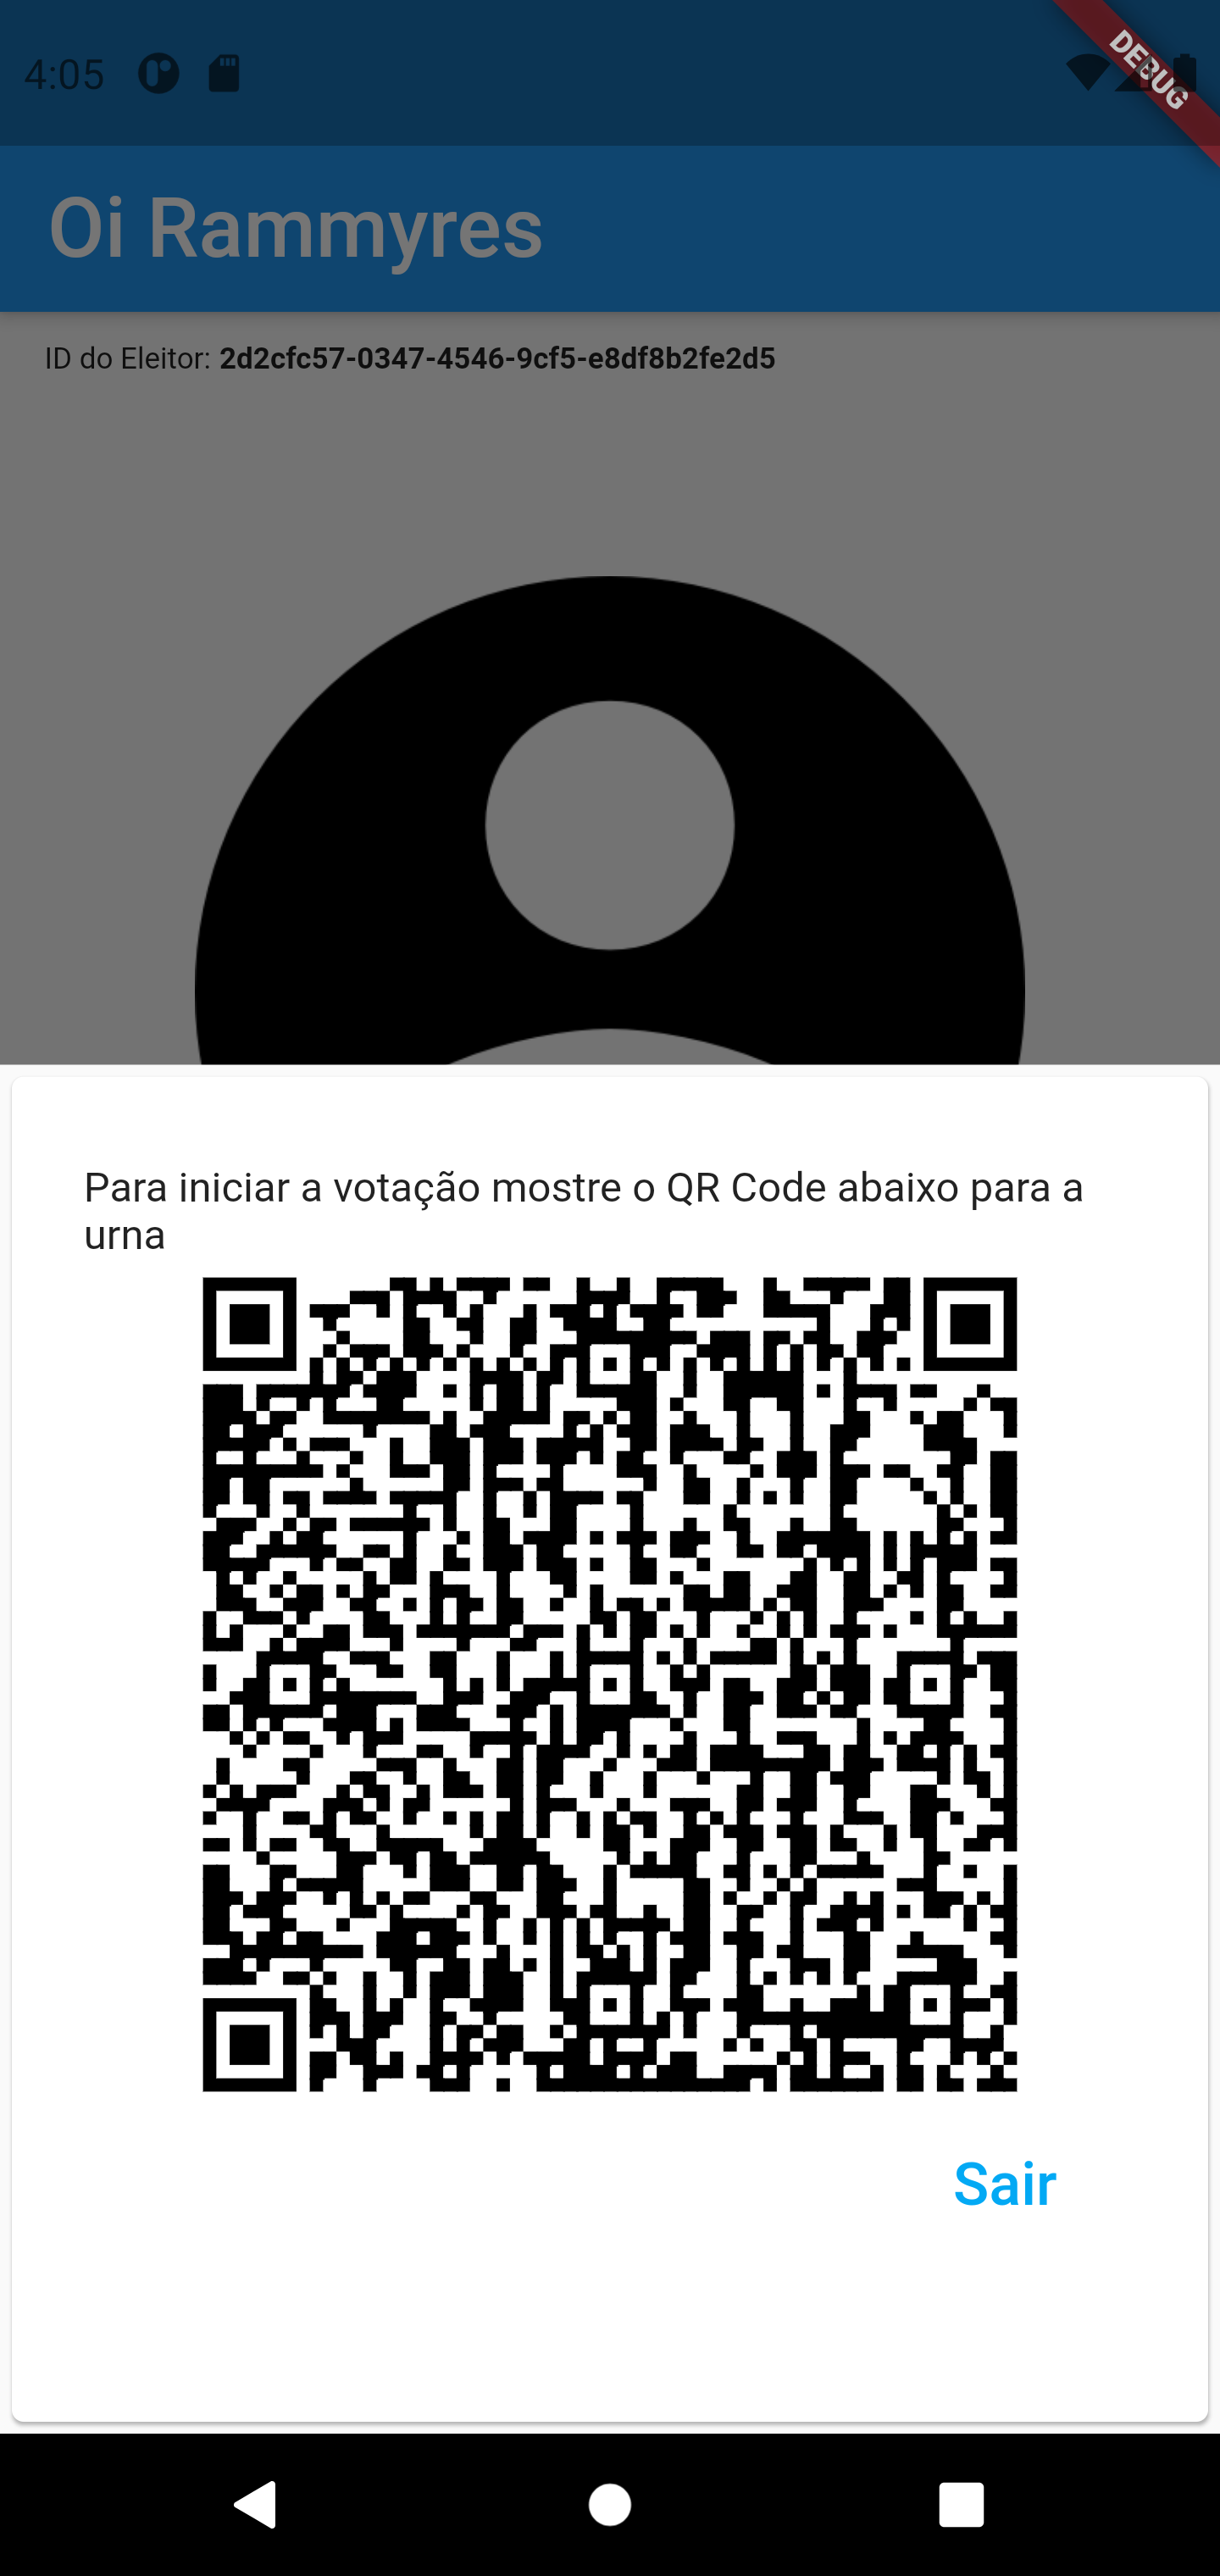 4:05
DEBUG
Oi Rammyres
ID do Eleitor: 2d2cfc57-0347-4546-9cf5-e8df8b2fe2d5
Para iniciar a votação mostre o QR Code abaixo para a
urna
Sair